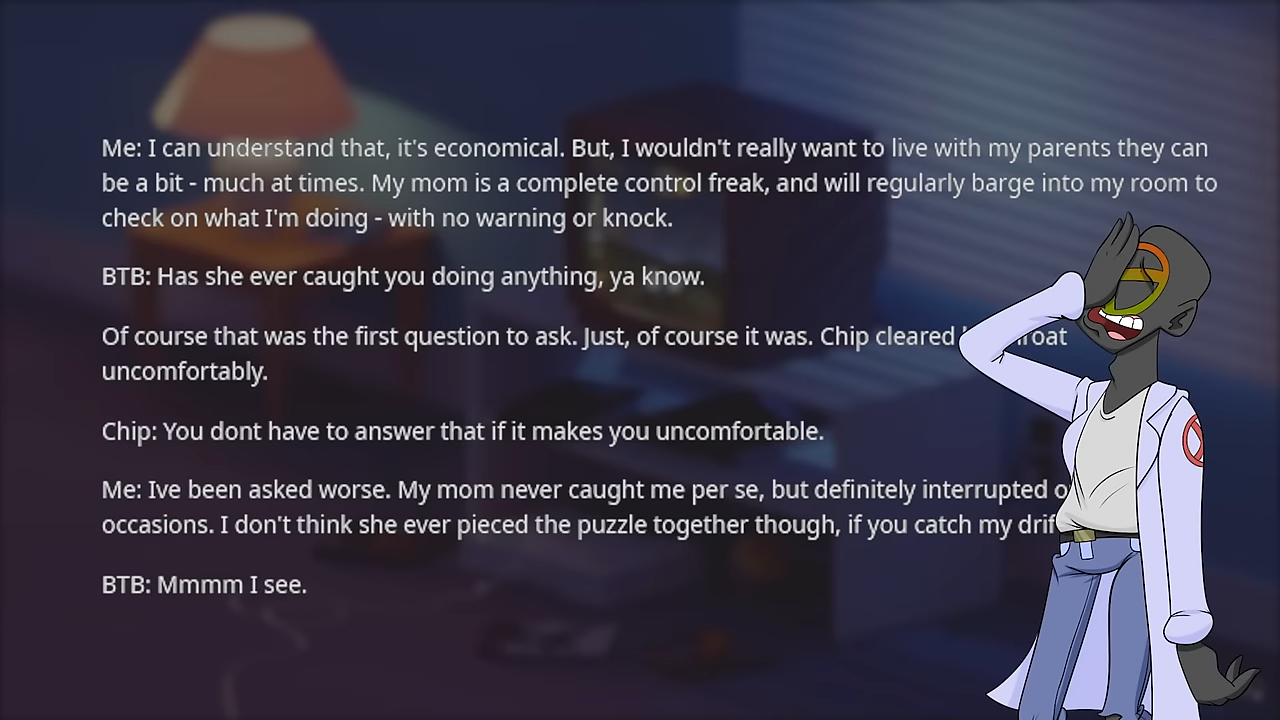 Me: I can understand that, it's economical. But, I wouldn't really want to live with my parents they can
be a bit - much at times. My mom is a complete control freak, and will regularly barge into my room to
check on what I'm doing - with no warning or knock.
BTB: Has she ever caught you doing anything, ya know.
Of course that was the first question to ask. Just, of course it was. Chip cleared
uncomfortably.
Chip: You dont have to answer that if it makes you uncomfortable.
Me: Ive been asked worse. My mom never caught me per se, but definitely interrupted
occasions. I don't think she ever pieced the puzzle together though, if you catch my
BTB: Mmmm I see.